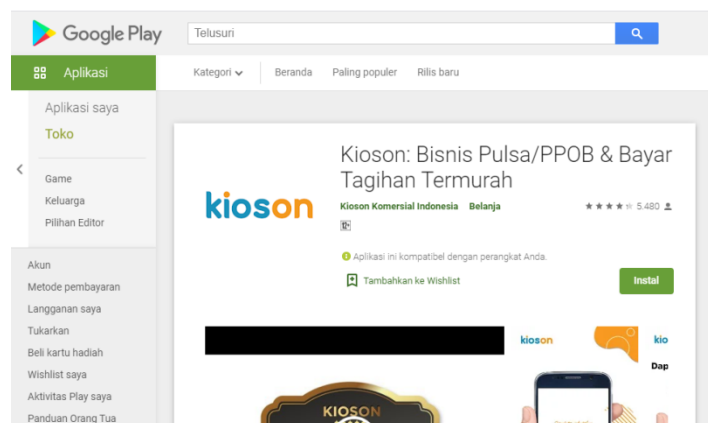 Google Play
Telusuri
Aplikasi
Kategori
Beranda
Paling populer
Rilis baru
Aplikasi saya
Toko
Game
Keluarga
Pilihan Editor
Akun
Metode pembayaran
Langganan saya
Tukarkan
Beli kartu hadiah
Wishlist saya
Aktivitas Play saya
Panduan Orang Tua
kioson
Kioson: Bisnis Pulsa/PPOB & Bayar
Tagihan Termurah
Kioson Komersial Indonesia Belanja
5.480
Aplikasi ini kompatibel dengan perangkat Anda.
Tambahkan ke Wishlist
Instal
KIOSON
kioson
kio
Dap